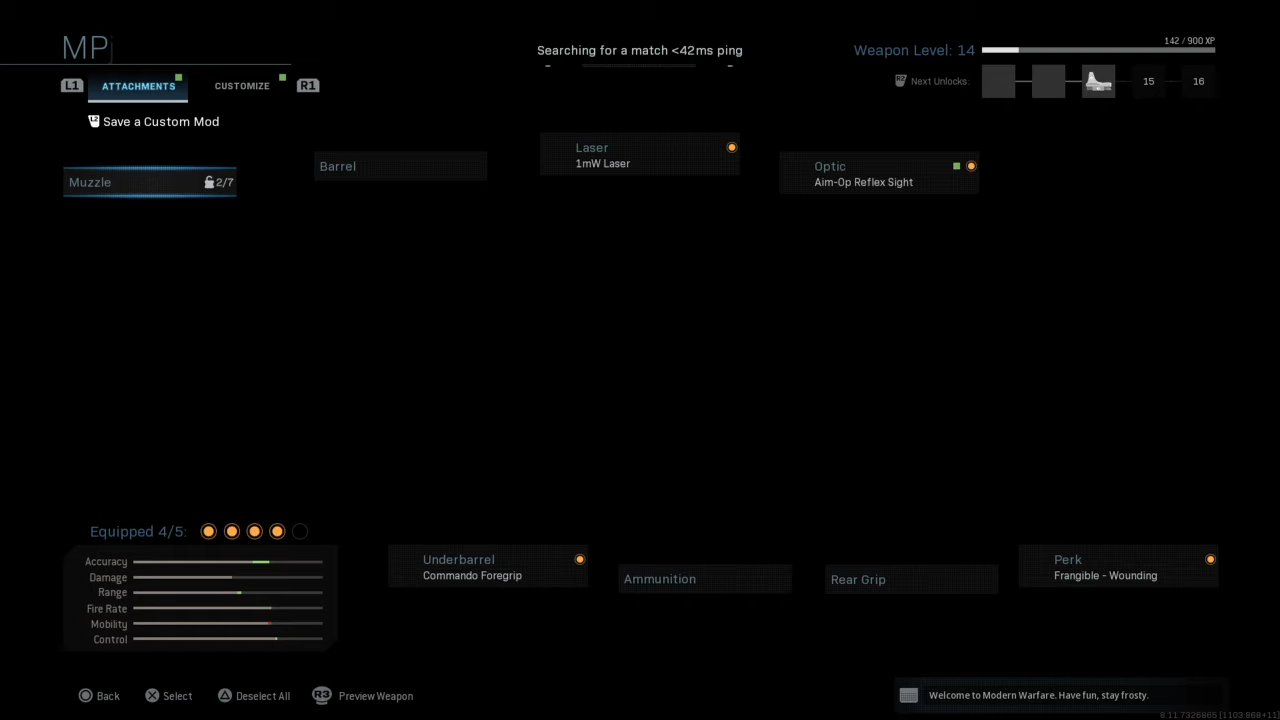 MP
Searching for a match <42ms ping
Weapon Level: 14
142 / 900 XP
L1 ATTACHMENTS CUSTOMIZE R1
R2 Next Unlocks: 15 16
L2 Save a Custom Mod
Muzzle 2/7
Barrel
Laser
1mW Laser
Optic
Aim-Op Reflex Sight
Equipped 4/5:
Accuracy
Damage
Range
Fire Rate
Mobility
Control
Underbarrel
Commando Foregrip
Ammunition
Rear Grip
Perk
Frangible - Wounding
Back Select Deselect All R3 Preview Weapon
Welcome to Modern Warfare. Have fun, stay frosty.